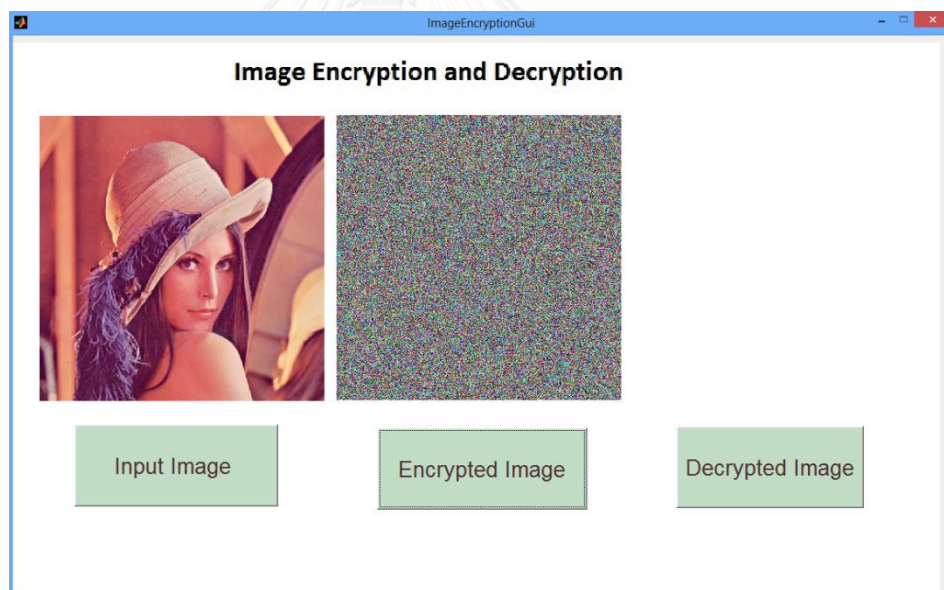 ImageEncryptionGui
Image Encryption and Decryption
Input Image
Encrypted Image
Decrypted Image